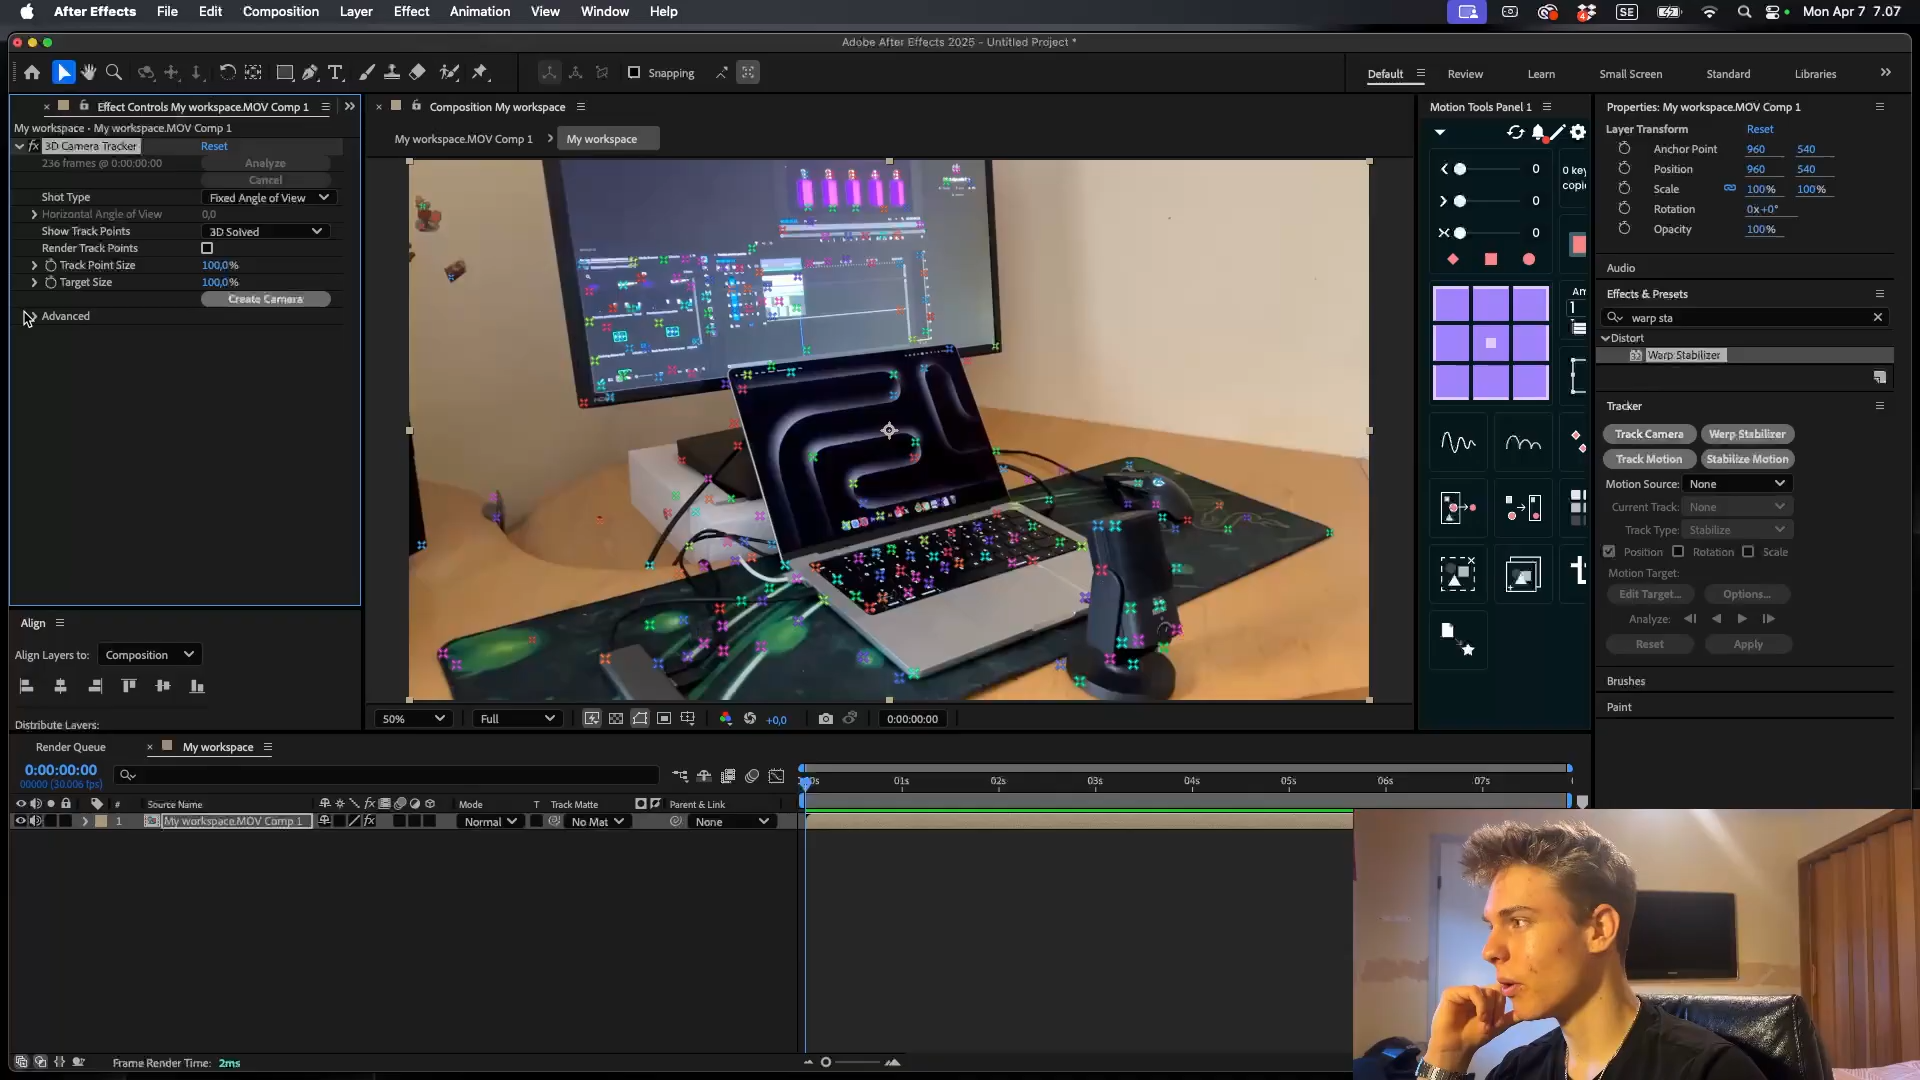 After Effects File Edit Composition Layer Effect Animation View Window Help
SE Mon Apr 7 7.07
Adobe After Effects 2025 - Untitled Project *
Snapping
Default Review Learn Small Screen Standard Libraries
Effect Controls My workspace.MOV Comp 1
My workspace • My workspace.MOV Comp 1
fx 3D Camera Tracker Reset
236 frames @ 0:00:00:00 Analyze
Cancel
Shot Type Fixed Angle of View
Horizontal Angle of View 0,0
Show Track Points 3D Solved
Render Track Points
Track Point Size 100,0%
Target Size 100,0%
Create Camera
Advanced
Align
Align Layers to: Composition
Distribute Layers:
Composition My workspace
My workspace.MOV Comp 1 My workspace
50% Full +0,0 0:00:00:00
Motion Tools Panel 1
0
0 key
copie
0
0
1
Properties: My workspace.MOV Comp 1
Layer Transform Reset
Anchor Point 960 540
Position 960 540
Scale 100% 100%
Rotation 0x+0°
Opacity 100%
Audio
Effects & Presets
warp sta
Distort
Warp Stabilizer
Tracker
Track Camera Warp Stabilizer
Track Motion Stabilize Motion
Motion Source: None
Current Track: None
Track Type: Stabilize
Position Rotation Scale
Motion Target:
Edit Target... Options...
Analyze:
Reset Apply
Brushes
Paint
Render Queue My workspace
0:00:00:00
00000 (30.006 fps)
01s 02s 03s 04s 05s 06s 07s
# Source Name fx Mode T Track Matte Parent & Link
1 My workspace.MOV Comp 1 fx Normal No Mat None
Frame Render Time: 2ms